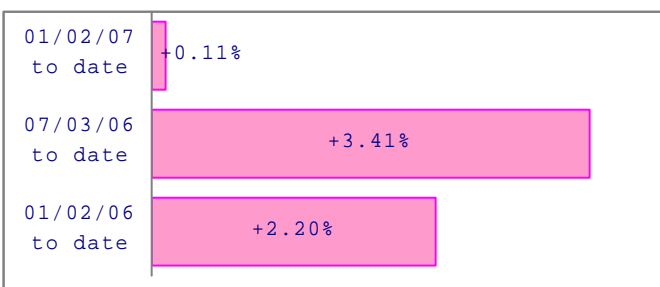 01/02/07
to date
+0.11%
07/03/06
to date
+3.41%
01/02/06
to date
+2.20%